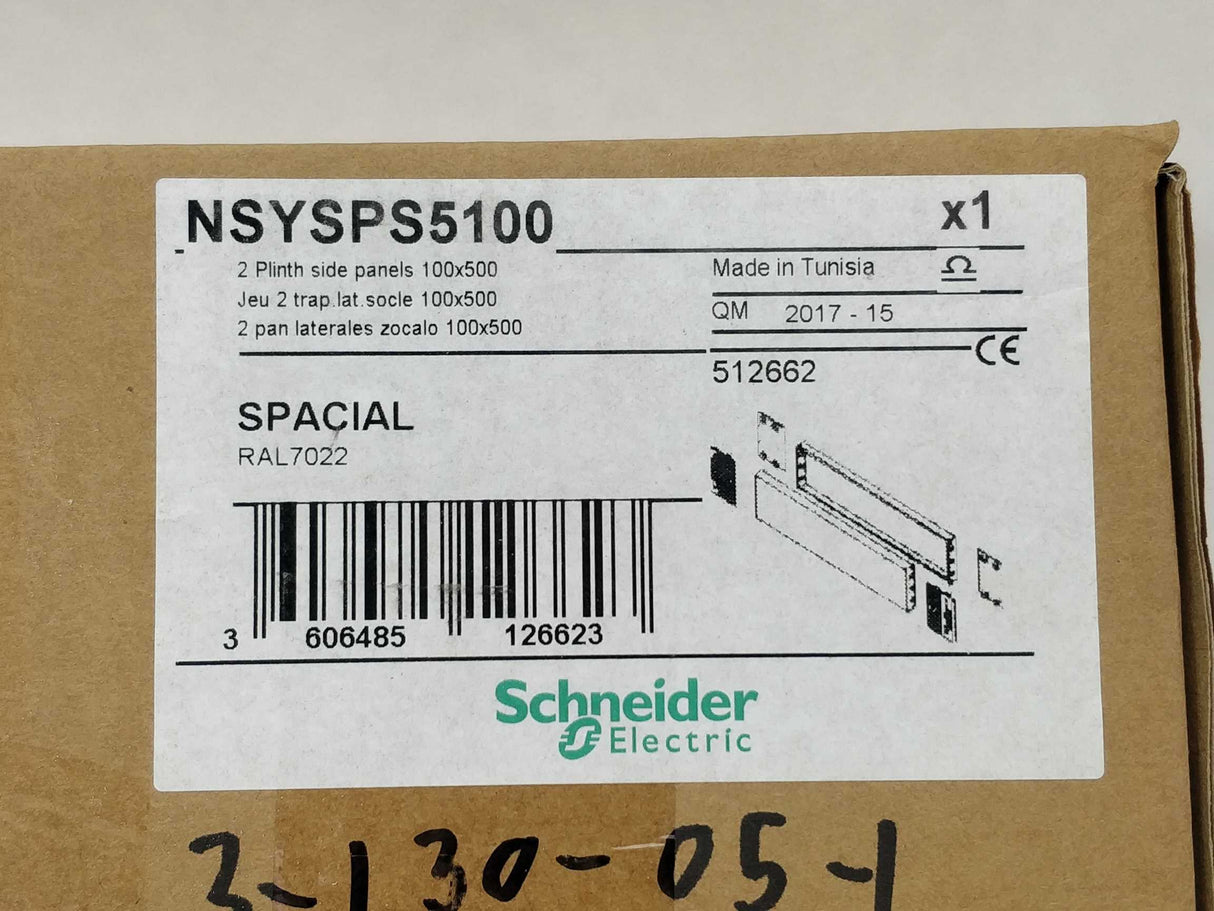 NSYSPS5100
x1
2 Plinth side panels 100x500
Jeu 2 trap.lat.socle 100x500
2 pan laterales zocalo 100x500
Made in Tunisia
QM 2017 - 15
CE
512662
SPACIAL
RAL7022
3 606485 126623
Schneider
Electric
3-130-05-1